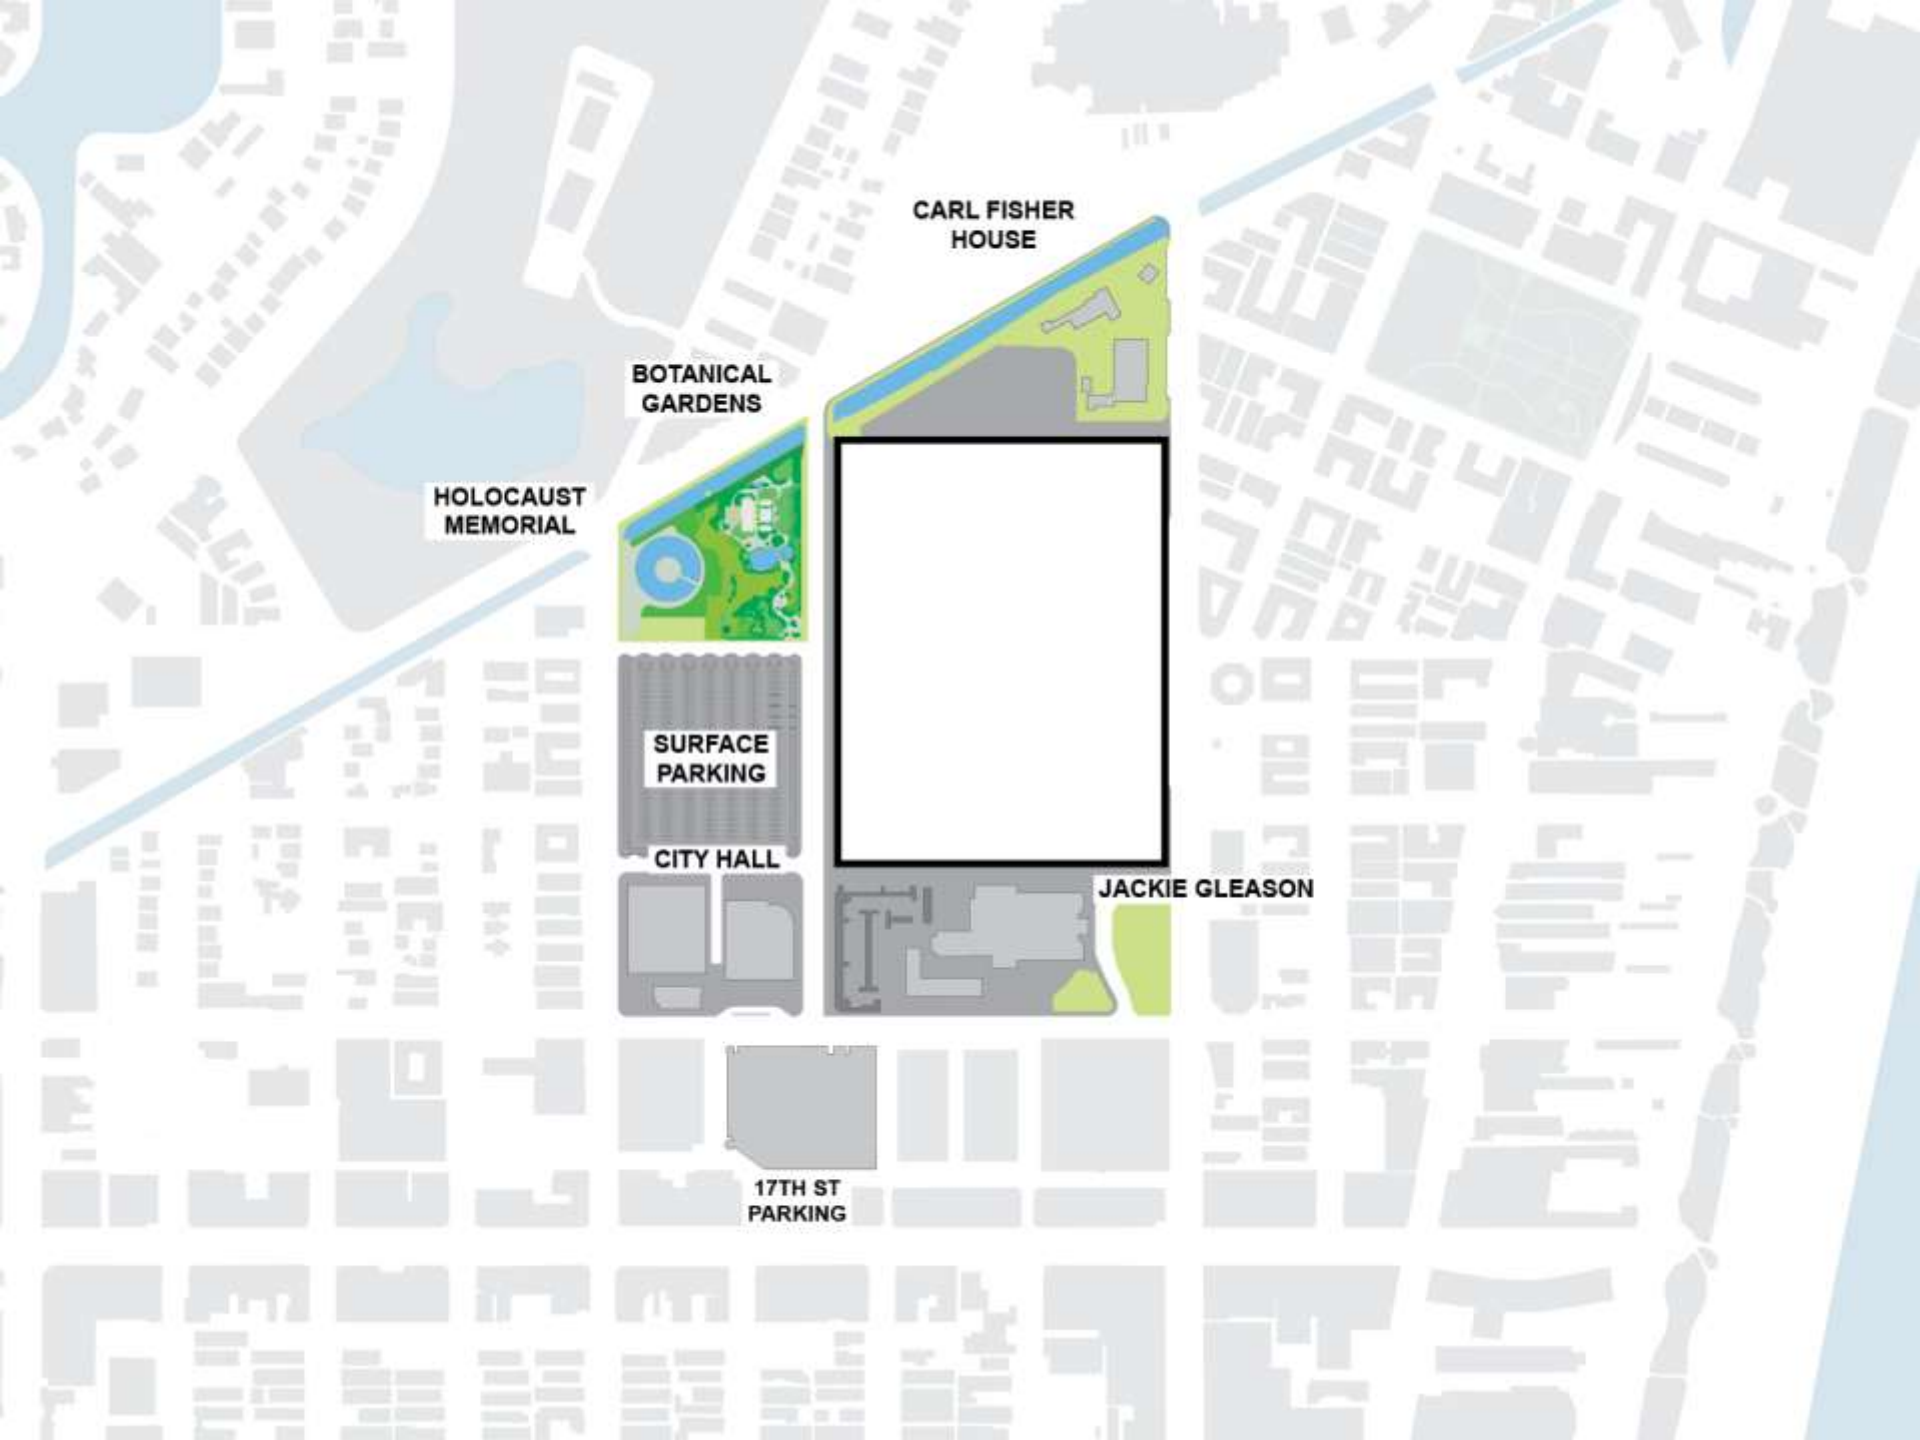 CARL FISHER
HOUSE
BOTANICAL
GARDENS
HOLOCAUST
MEMORIAL
SURFACE
PARKING
CITY HALL
JACKIE GLEASON
17TH ST
PARKING